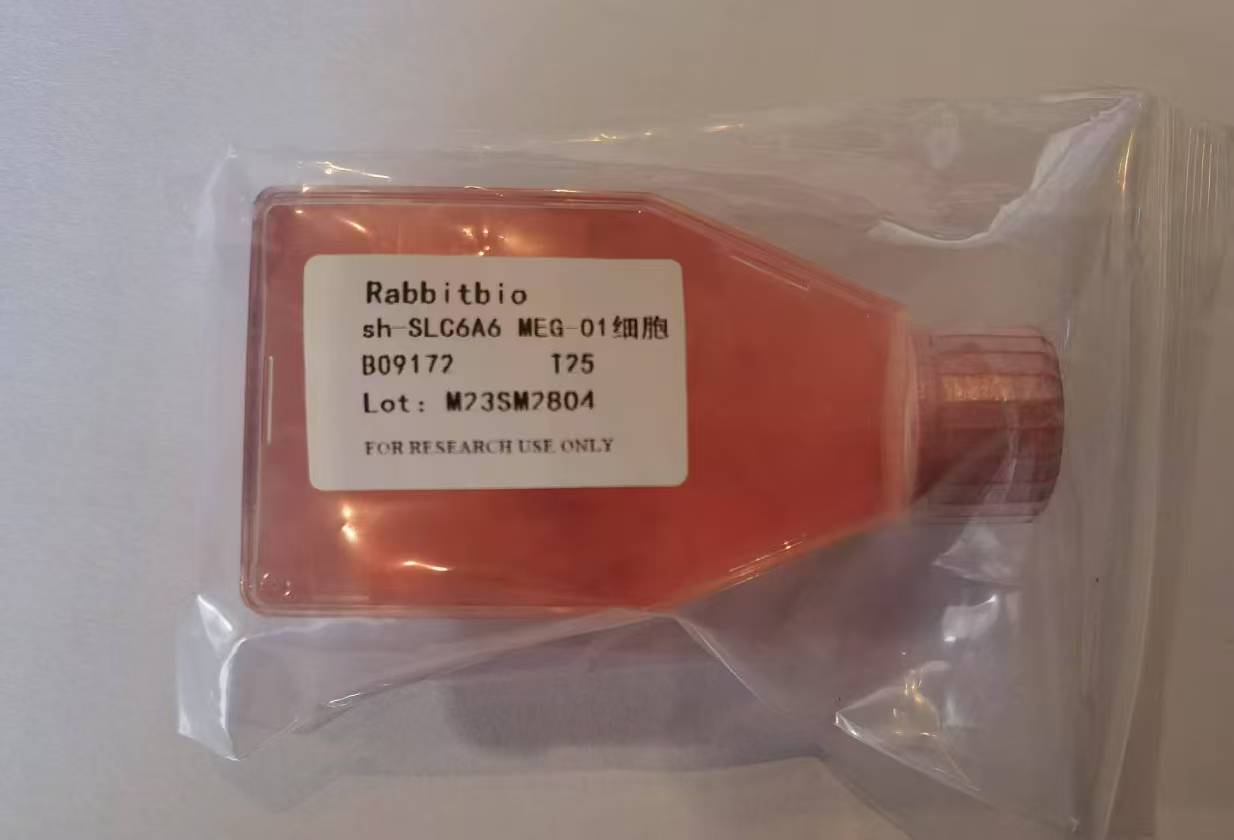 Rabbitbio
sh-SLC6A6 MEG-01细胞
B09172 T25
Lot: M23SM2804
FOR RESEARCH USE ONLY